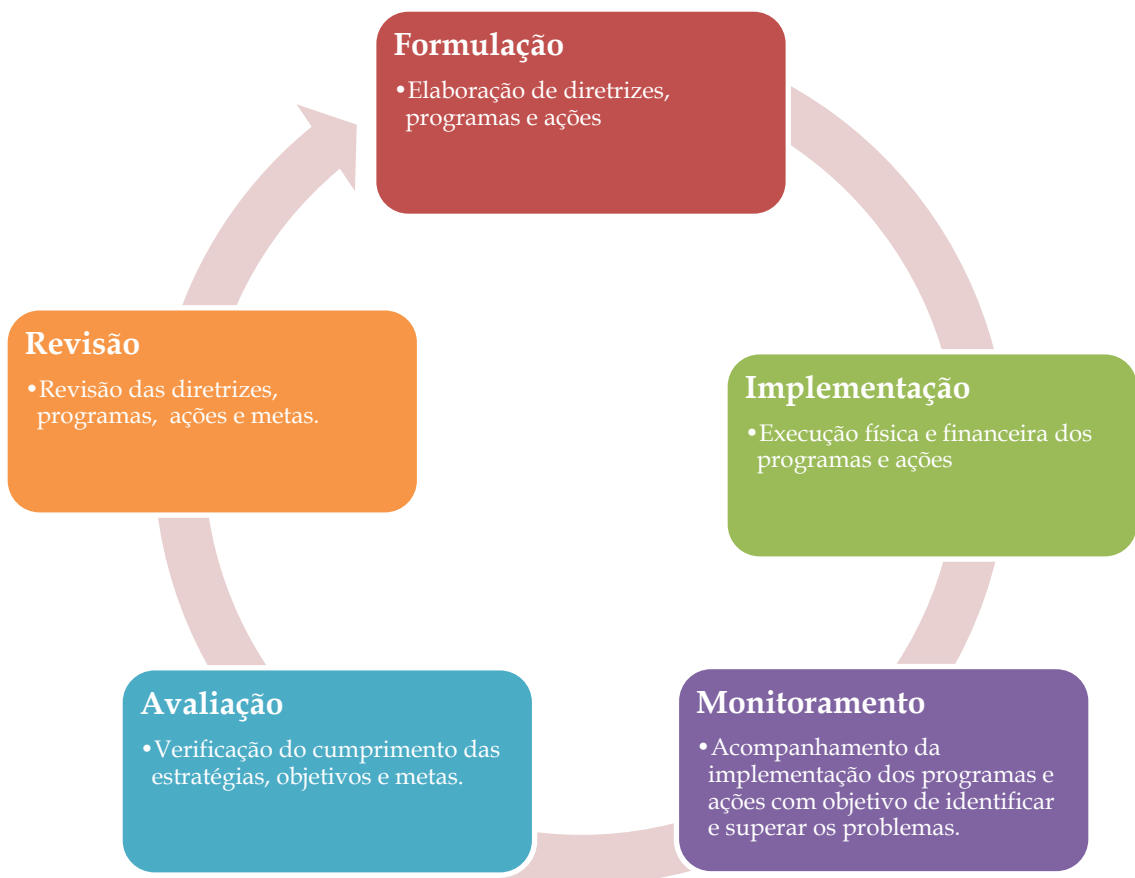 Formulação
•Elaboração de diretrizes,
programas e ações
Implementação
•Execução física e financeira dos
programas e ações
Monitoramento
•Acompanhamento da
implementação dos programas e
ações com objetivo de identificar
e superar os problemas.
Avaliação
•Verificação do cumprimento das
estratégias, objetivos e metas.
Revisão
•Revisão das diretrizes,
programas, ações e metas.